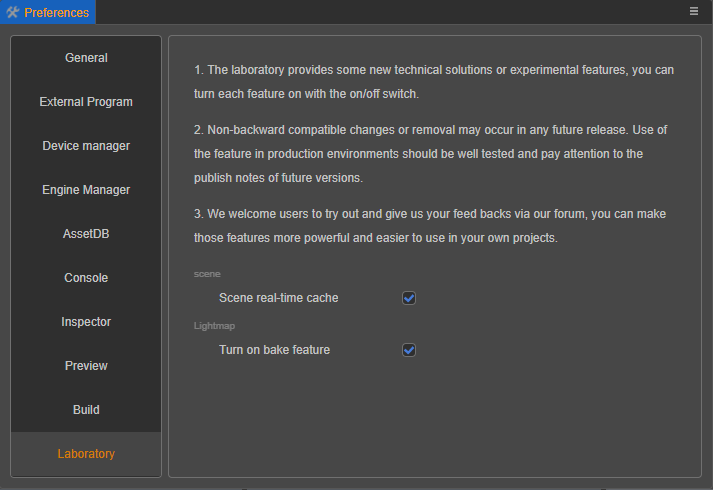 Preferences
General
External Program
Device manager
Engine Manager
AssetDB
Console
Inspector
Preview
Build
Laboratory
1. The laboratory provides some new technical solutions or experimental features, you can
turn each feature on with the on/off switch.
2. Non-backward compatible changes or removal may occur in any future release. Use of
the feature in production environments should be well tested and pay attention to the
publish notes of future versions.
3. We welcome users to try out and give us your feed backs via our forum, you can make
those features more powerful and easier to use in your own projects.
scene
Scene real-time cache
Lightmap
Turn on bake feature